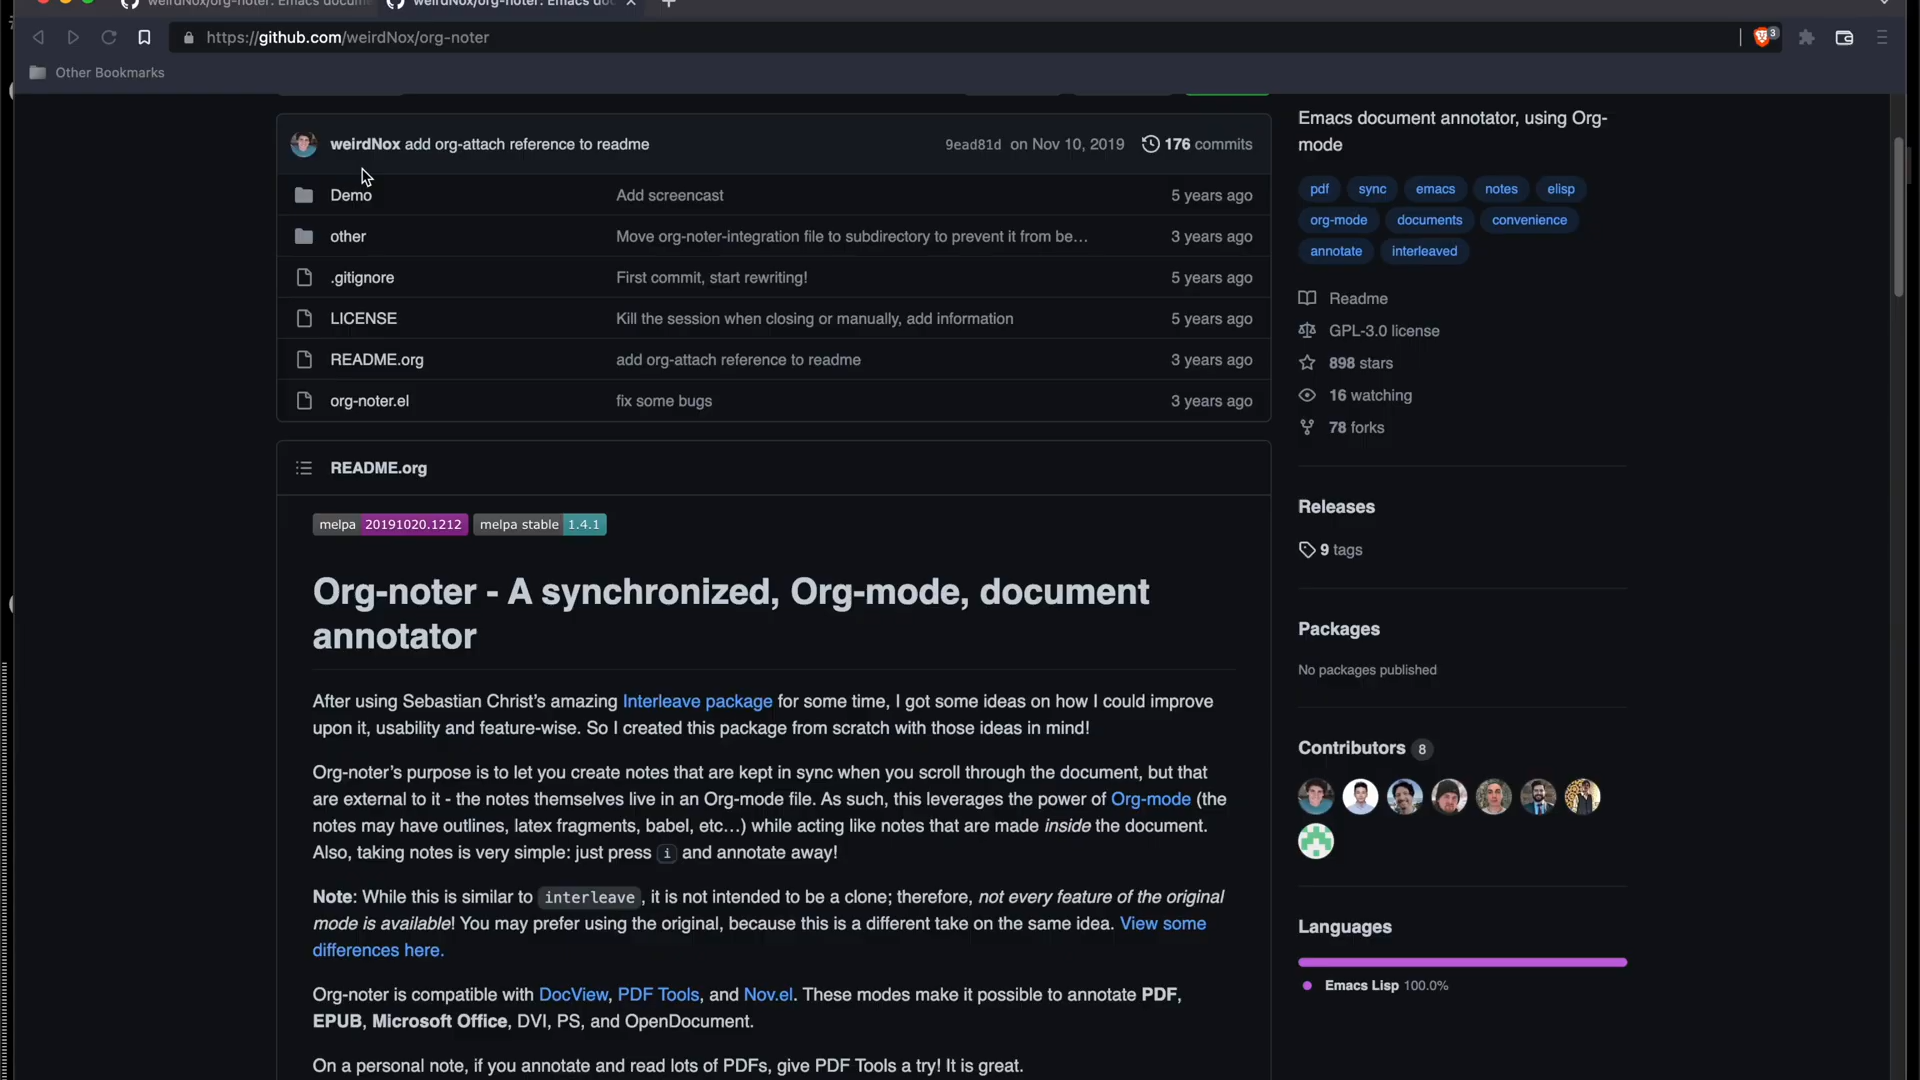 weirdNox/org-noter: Emacs docum
weirdNox/org-noter: Emacs doc
https://github.com/weirdNox/org-noter
3
Other Bookmarks
weirdNox add org-attach reference to readme
9ead81d on Nov 10, 2019 176 commits
Demo Add screencast 5 years ago
other Move org-noter-integration file to subdirectory to prevent it from be… 3 years ago
.gitignore First commit, start rewriting! 5 years ago
LICENSE Kill the session when closing or manually, add information 5 years ago
README.org add org-attach reference to readme 3 years ago
org-noter.el fix some bugs 3 years ago
README.org
melpa 20191020.1212 melpa stable 1.4.1
Org-noter - A synchronized, Org-mode, document
annotator
After using Sebastian Christ's amazing Interleave package for some time, I got some ideas on how I could improve
upon it, usability and feature-wise. So I created this package from scratch with those ideas in mind!
Org-noter's purpose is to let you create notes that are kept in sync when you scroll through the document, but that
are external to it - the notes themselves live in an Org-mode file. As such, this leverages the power of Org-mode (the
notes may have outlines, latex fragments, babel, etc…) while acting like notes that are made inside the document.
Also, taking notes is very simple: just press i and annotate away!
Note: While this is similar to interleave, it is not intended to be a clone; therefore, not every feature of the original
mode is available! You may prefer using the original, because this is a different take on the same idea. View some
differences here.
Org-noter is compatible with DocView, PDF Tools, and Nov.el. These modes make it possible to annotate PDF,
EPUB, Microsoft Office, DVI, PS, and OpenDocument.
On a personal note, if you annotate and read lots of PDFs, give PDF Tools a try! It is great.
Emacs document annotator, using Org-
mode
pdf sync emacs notes elisp
org-mode documents convenience
annotate interleaved
Readme
GPL-3.0 license
898 stars
16 watching
78 forks
Releases
9 tags
Packages
No packages published
Contributors 8
Languages
Emacs Lisp 100.0%